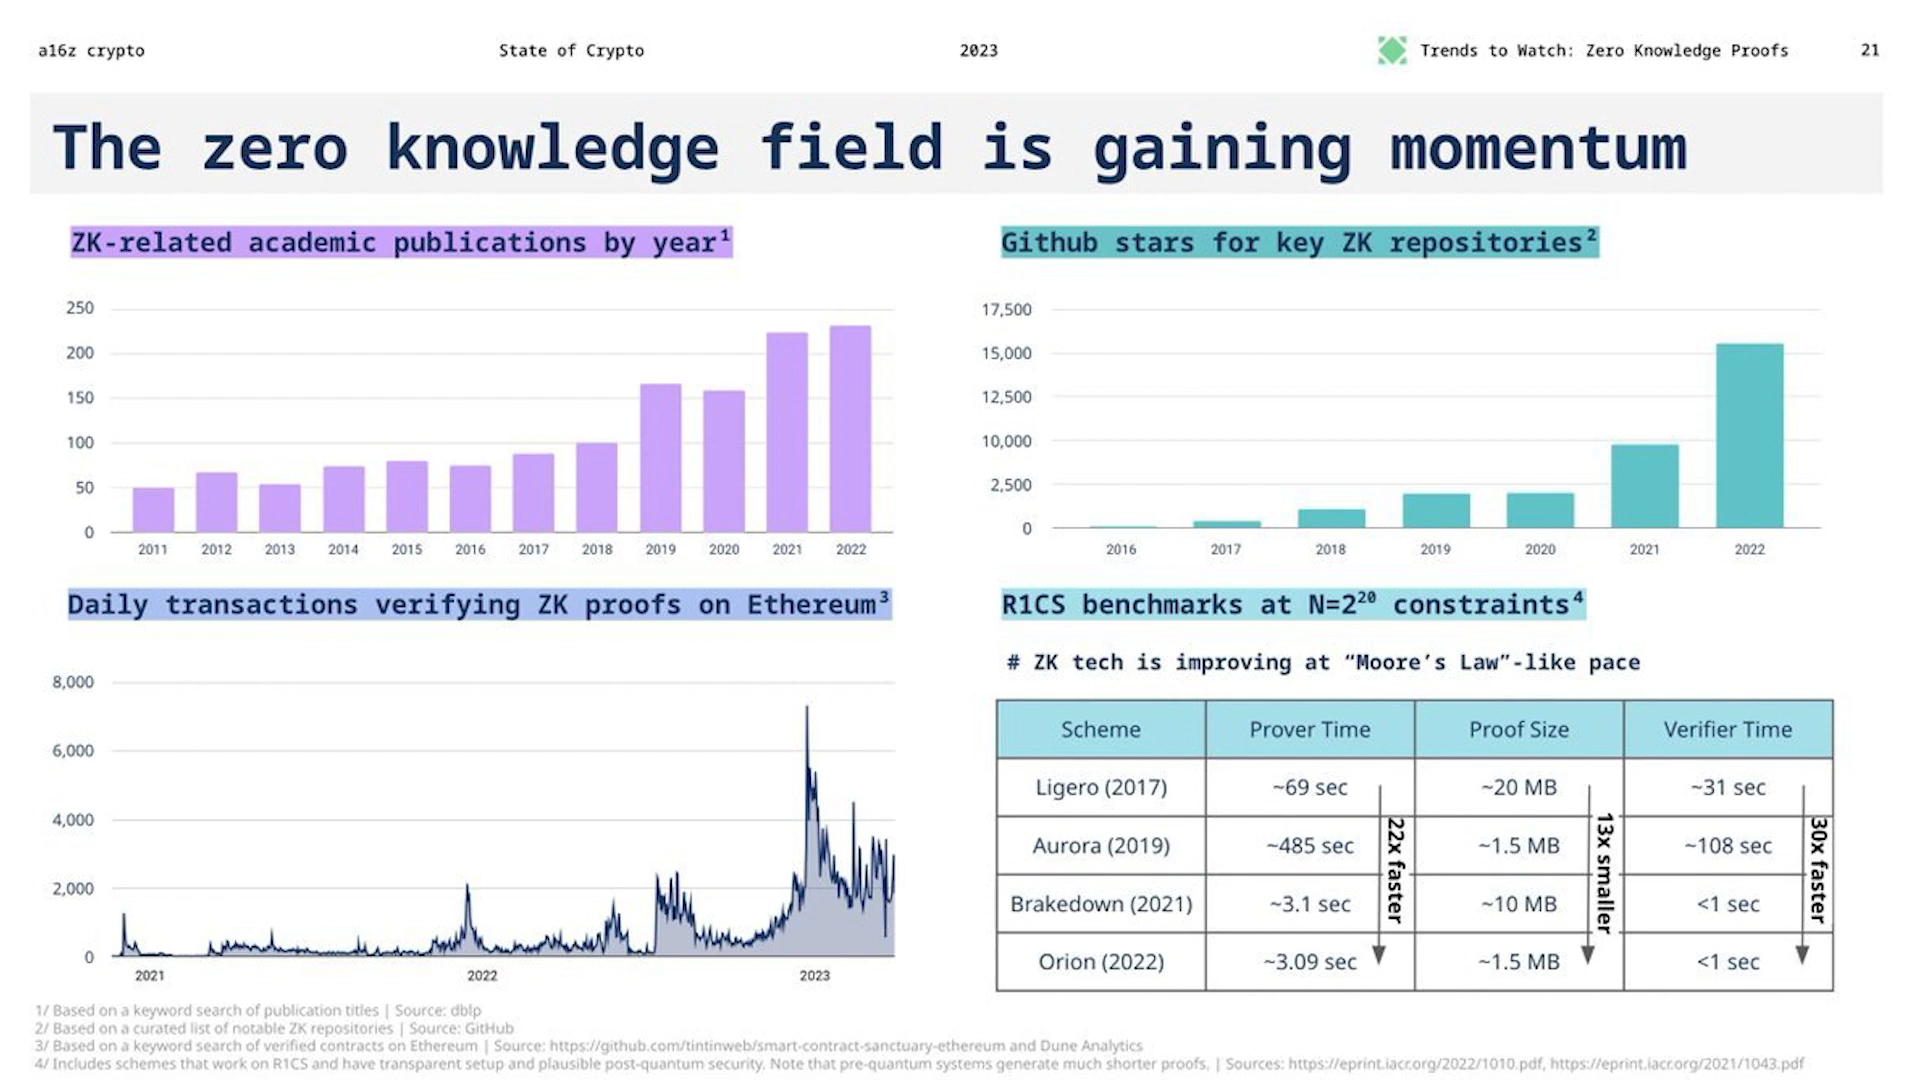 a16z crypto
State of Crypto
2023
Trends to Watch: Zero Knowledge Proofs
21
The zero knowledge field is gaining momentum
ZK-related academic publications by year¹
250
200
150
100
50
0
2011 2012 2013 2014 2015 2016 2017 2018 2019 2020 2021 2022
Github stars for key ZK repositories²
17,500
15,000
12,500
10,000
2,500
0
2016 2017 2018 2019 2020 2021 2022
Daily transactions verifying ZK proofs on Ethereum³
8,000
6,000
4,000
2,000
0
2021 2022 2023
R1CS benchmarks at N=2²⁰ constraints⁴
# ZK tech is improving at “Moore’s Law”-like pace
Scheme Prover Time Proof Size Verifier Time
Ligero (2017) ~69 sec ~20 MB ~31 sec
Aurora (2019) ~485 sec ~1.5 MB ~108 sec
Brakedown (2021) ~3.1 sec ~10 MB <1 sec
Orion (2022) ~3.09 sec ~1.5 MB <1 sec
22x faster
13x smaller
30x faster
1/ Based on a keyword search of publication titles | Source: dblp
2/ Based on a curated list of notable ZK repositories | Source: GitHub
3/ Based on a keyword search of verified contracts on Ethereum | Source: https://github.com/tintinweb/smart-contract-sanctuary-ethereum and Dune Analytics
4/ Includes schemes that work on R1CS and have transparent setup and plausible post-quantum security. Note that pre-quantum systems generate much shorter proofs. | Sources: https://eprint.iacr.org/2022/1010.pdf, https://eprint.iacr.org/2021/1043.pdf